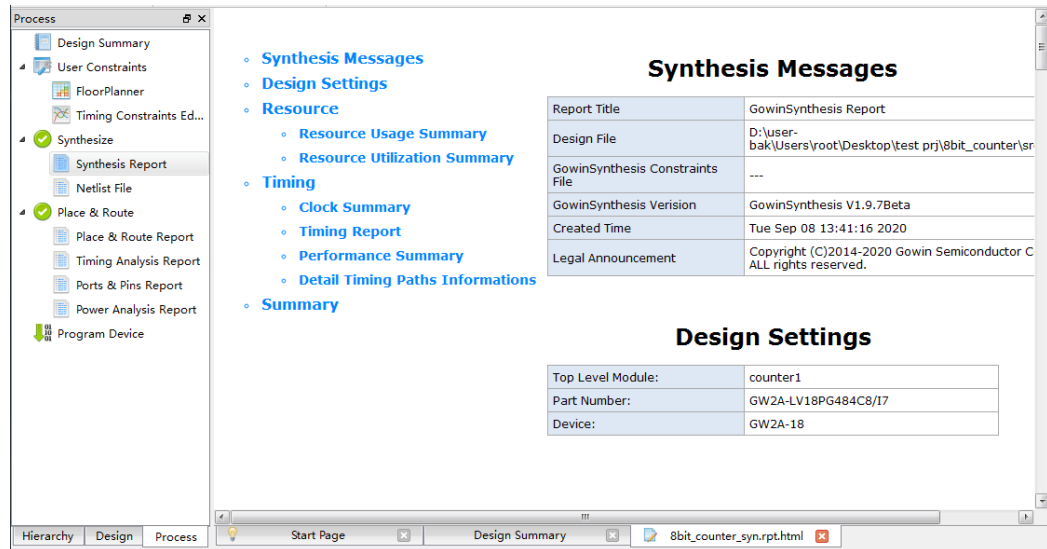 Process
Design Summary
User Constraints
FloorPlanner
Timing Constraints Ed...
Synthesize
Synthesis Report
Netlist File
Place & Route
Place & Route Report
Timing Analysis Report
Ports & Pins Report
Power Analysis Report
Program Device
Hierarchy
Design
Process
Synthesis Messages
Design Settings
Resource
Resource Usage Summary
Resource Utilization Summary
Timing
Clock Summary
Timing Report
Performance Summary
Detail Timing Paths Informations
Summary
Synthesis Messages
Report Title GowinSynthesis Report
Design File D:\user-
bak\Users\root\Desktop\test prj\8bit_counter\sr
GowinSynthesis Constraints
File ---
GowinSynthesis Verision GowinSynthesis V1.9.7Beta
Created Time Tue Sep 08 13:41:16 2020
Legal Announcement Copyright (C)2014-2020 Gowin Semiconductor C
ALL rights reserved.
Design Settings
Top Level Module: counter1
Part Number: GW2A-LV18PG484C8/I7
Device: GW2A-18
Start Page
Design Summary
8bit_counter_syn.rpt.html